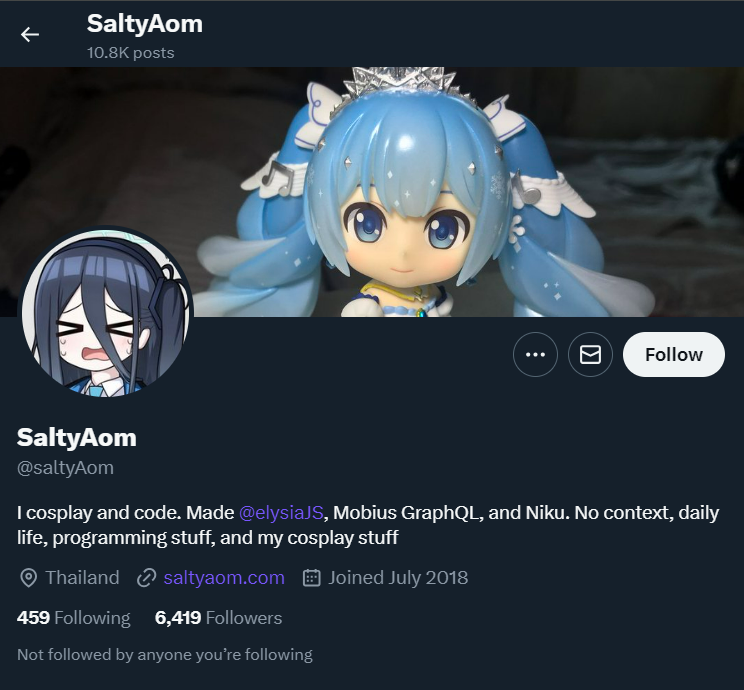 SaltyAom
10.8K posts
Follow
SaltyAom
@saltyAom
I cosplay and code. Made @elysiaJS, Mobius GraphQL, and Niku. No context, daily
life, programming stuff, and my cosplay stuff
Thailand saltyaom.com Joined July 2018
459 Following 6,419 Followers
Not followed by anyone you’re following